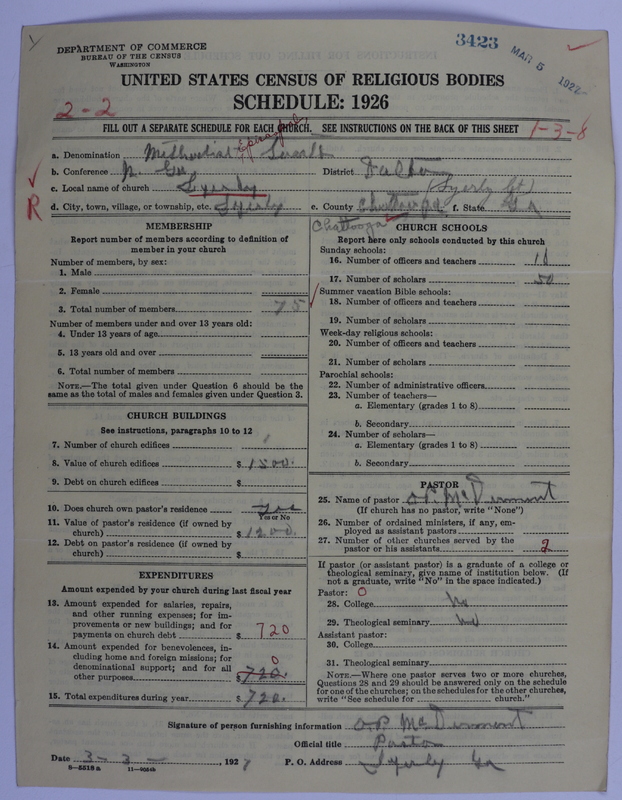 DEPARTMENT OF COMMERCE
BUREAU OF THE CENSUS
WASHINGTON
3423
MAR 5 1927
UNITED STATES CENSUS OF RELIGIOUS BODIES
SCHEDULE: 1926
2-2
FILL OUT A SEPARATE SCHEDULE FOR EACH CHURCH. SEE INSTRUCTIONS ON THE BACK OF THIS SHEET
1-3-8
a. Denomination Methodist Episcopal South
b. Conference N. Ga District Dalton
c. Local name of church Lyerly (Lyerly Ct)
R
d. City, town, village, or township, etc. Lyerly e. County Chattooga f. State Ga
Chattooga
MEMBERSHIP
Report number of members according to definition of member in your church
Number of members, by sex:
1. Male
2. Female
3. Total number of members 75
Number of members under and over 13 years old:
4. Under 13 years of age
5. 13 years old and over
6. Total number of members
NOTE.—The total given under Question 6 should be the same as the total of males and females given under Question 3.
CHURCH BUILDINGS
See instructions, paragraphs 10 to 12
7. Number of church edifices 1
8. Value of church edifices $ 1500.
9. Debt on church edifices $
10. Does church own pastor's residence yes
Yes or No
11. Value of pastor's residence (if owned by
church) $ 1200.
12. Debt on pastor's residence (if owned by
church) $
EXPENDITURES
Amount expended by your church during last fiscal year
13. Amount expended for salaries, repairs,
and other running expenses; for im-
provements or new buildings; and for
payments on church debt $ 720
14. Amount expended for benevolences, in-
cluding home and foreign missions; for
denominational support; and for all 0
other purposes $ 720.
15. Total expenditures during year $ 720.
CHURCH SCHOOLS
Report here only schools conducted by this church
Sunday schools:
16. Number of officers and teachers
17. Number of scholars 50
Summer vacation Bible schools:
18. Number of officers and teachers
19. Number of scholars
Week-day religious schools:
20. Number of officers and teachers
21. Number of scholars
Parochial schools:
22. Number of administrative officers
23. Number of teachers—
a. Elementary (grades 1 to 8)
b. Secondary
24. Number of scholars—
a. Elementary (grades 1 to 8)
b. Secondary
PASTOR
25. Name of pastor O.P. McDermont
(If church has no pastor, write "None")
26. Number of ordained ministers, if any, em-
ployed as assistant pastors
27. Number of other churches served by the
pastor or his assistants 2
If pastor (or assistant pastor) is a graduate of a college or
theological seminary, give name of institution below. (If
not a graduate, write "No" in the space indicated.)
Pastor: 0
28. College No
29. Theological seminary No
Assistant pastor:
30. College
31. Theological seminary
NOTE.—Where one pastor serves two or more churches,
Questions 28 and 29 should be answered only on the schedule
for one of the churches; on the schedules for the other churches,
write "See schedule for church."
Signature of person furnishing information O.P. McDermont
Official title Pastor
Date 3-3-, 1927 P. O. Address Lyerly Ga
8—5518 a